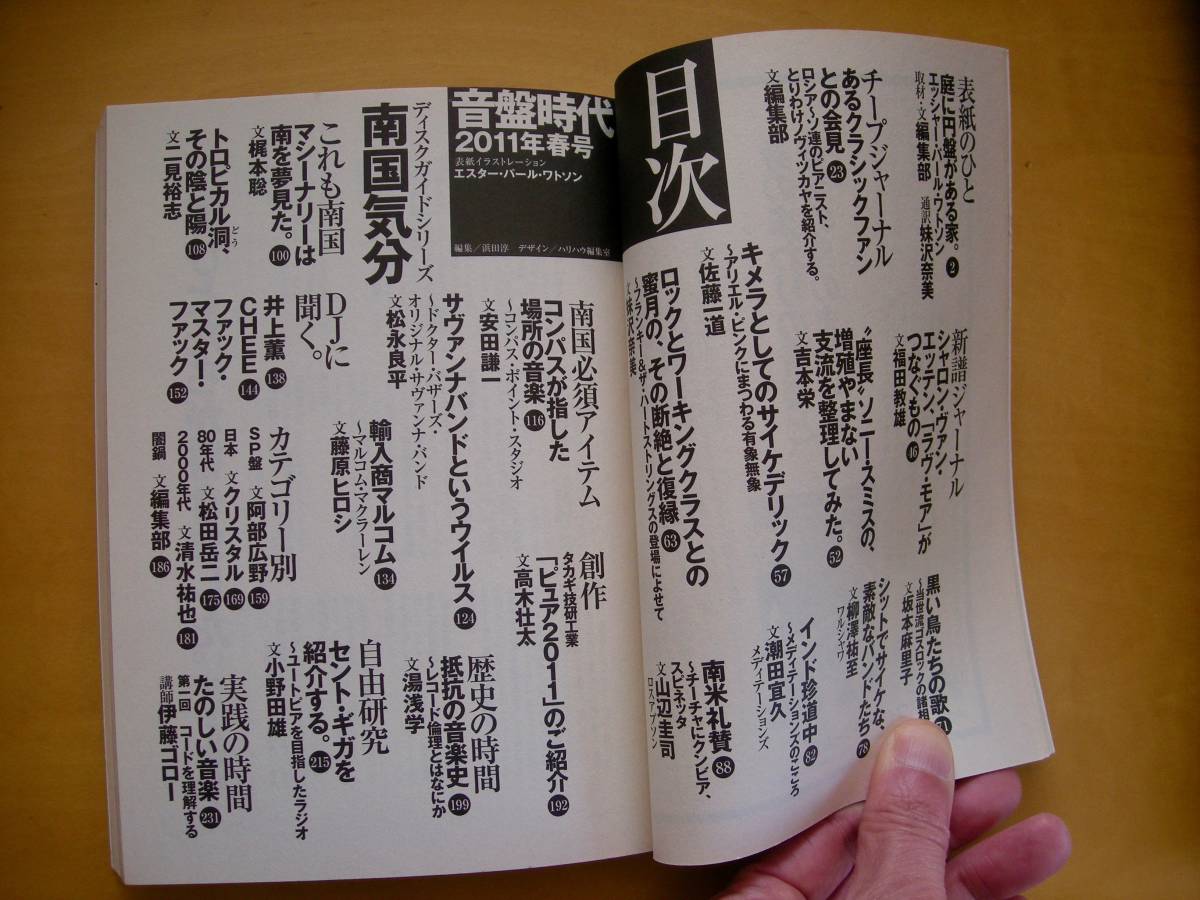 目次
表紙のひと
庭に円盤がある家。2
エッシャー・パール・ワトソン
取材・文 編集部 通訳 妹沢奈美
チープジャーナル
あるクラシックファン
との会見 23
ロシア・ソ連のピアニスト、
とりわけノヴィツカヤを紹介する。
文 編集部
新譜ジャーナル
シャロン・ヴァン・
エッテン、「ラヴ・モア」が
つなぐもの 46
文 福田教雄
“座長”ソニー・スミスの、
増殖やまない
支流を整理してみた。52
文 吉本栄
キメラとしてのサイケデリック 57
〜アリエル・ピンクにまつわる有象無象
文 佐藤一道
ロックとワーキングクラスとの
蜜月の、その断絶と復縁 63
〜フランキー&ザ・ハートストリングスの登場によせて
文 妹沢奈美
黒い鳥たちの歌 71
〜当世流ゴスロックの諸相
文 坂本麻里子
シットでサイケな、
素敵なバンドたち 78
文 柳澤祐至
ワルシャワ
インド珍道中 82
〜メディテーションズのこころ
文 潮田宜久
メディテーションズ
南米礼賛 88
〜チーチャにクンビア、
スピネッタ
文 山辺圭司
ロスアプソン
音盤時代
2011年春号
表紙イラストレーション
エスター・パール・ワトソン
編集/浜田淳 デザイン/ハリハウ編集室
ディスクガイドシリーズ
南国気分
これも南国
マシーナリーは
南を夢見た。100
文 梶本聡
トロピカル洞、
どう
その陰と陽 108
文 二見裕志
南国必須アイテム
コンパスが指した
場所の音楽 116
〜コンパス・ポイント・スタジオ
文 安田謙一
サヴァンナバンドというウイルス 124
〜ドクター・バザーズ・
オリジナル・サヴァンナ・バンド
文 松永良平
輸入商マルコム 134
〜マルコム・マクラーレン
文 藤原ヒロシ
DJに
聞く。
井上薫 138
CHEE 144
ファック・
マスター・
ファック 152
カテゴリー別
SP盤 文 阿部広野 159
日本 文 クリスタル 169
80年代 文 松田岳二 175
2000年代 文 清水祐也 181
闇鍋 文 編集部 186
創作
タカギ技研工業
「ピュア2011」のご紹介 192
文 高木壮太
歴史の時間
抵抗の音楽史 199
〜レコード倫理とはなにか
文 湯浅学
自由研究
セント・ギガを
紹介する。215
〜ユートピアを目指したラジオ
文 小野田雄
実践の時間
たのしい音楽 231
第一回 コードを理解する
講師 伊藤ゴロー